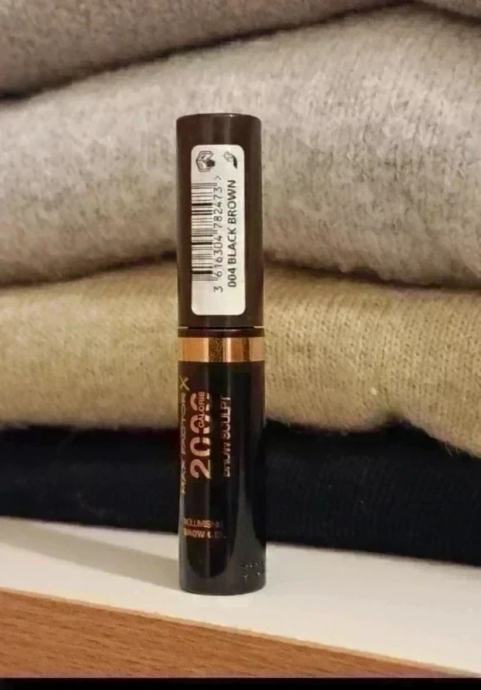 3 616304 782473 >
004 BLACK BROWN
MAX FACTOR X
2000
CALORIE
BROW SCULPT
VOLUMISING
BROW GEL